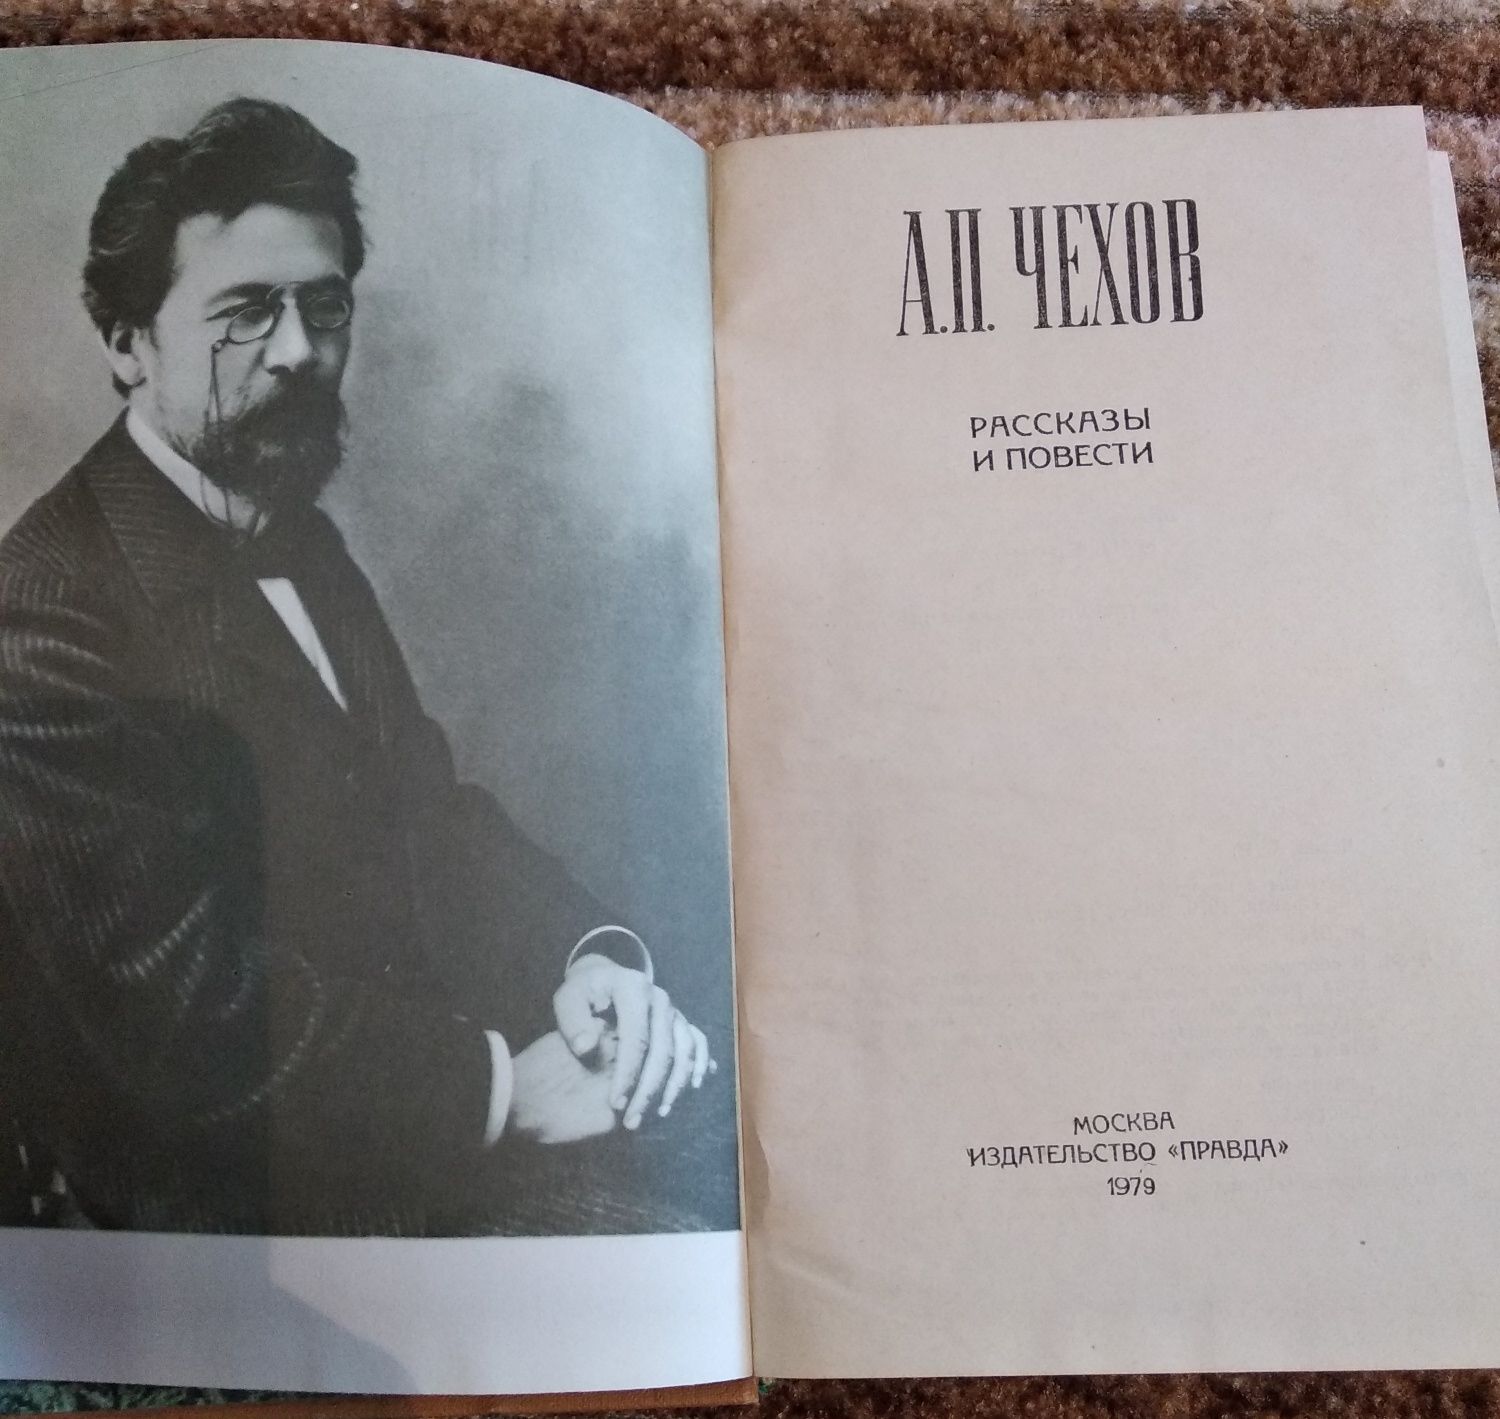 А.П. ЧЕХОВ
РАССКАЗЫ
И ПОВЕСТИ
МОСКВА
ИЗДАТЕЛЬСТВО «ПРАВДА»
1979